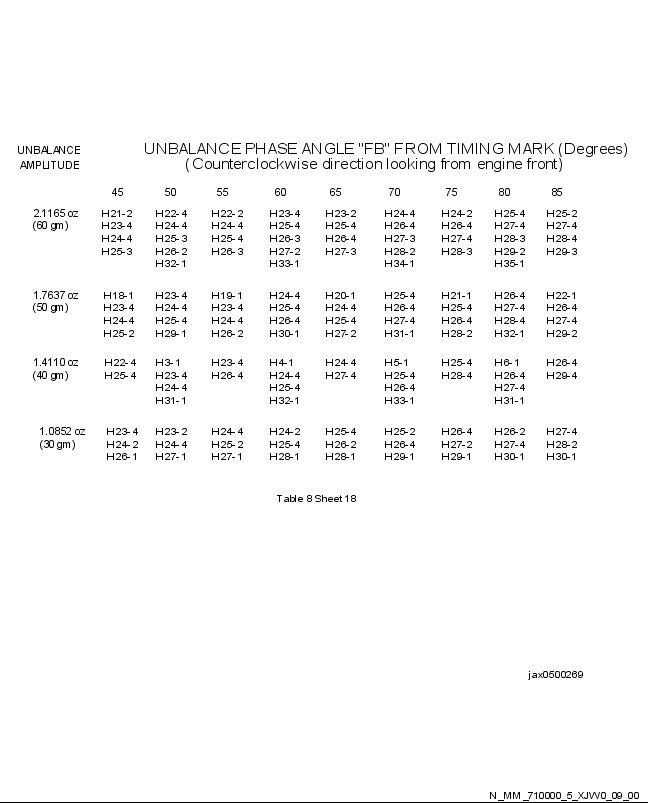 UNBALANCE AMPLITUDE
UNBALANCE PHASE ANGLE "FB" FROM TIMING MARK (Degrees)
(Counterclockwise direction looking from engine front)
45 50 55 60 65 70 75 80 85
2.1165 oz H21-2 H22-4 H22-2 H23-4 H23-2 H24-4 H24-2 H25-4 H25-2
(60 gm) H23-4 H24-4 H24-4 H25-4 H25-4 H26-4 H26-4 H27-4 H27-4
H24-4 H25-3 H25-4 H26-3 H26-4 H27-3 H27-4 H28-3 H28-4
H25-3 H26-2 H26-3 H27-2 H27-3 H28-2 H28-3 H29-2 H29-3
H32-1 H33-1 H34-1 H35-1
1.7637 oz H18-1 H23-4 H19-1 H24-4 H20-1 H25-4 H21-1 H26-4 H22-1
(50 gm) H23-4 H24-4 H23-4 H25-4 H24-4 H26-4 H25-4 H27-4 H26-4
H24-4 H25-4 H24-4 H26-4 H25-4 H27-4 H26-4 H28-4 H27-4
H25-2 H29-1 H26-2 H30-1 H27-2 H31-1 H28-2 H32-1 H29-2
1.4110 oz H22-4 H3-1 H23-4 H4-1 H24-4 H5-1 H25-4 H6-1 H26-4
(40 gm) H25-4 H23-4 H26-4 H24-4 H27-4 H25-4 H28-4 H26-4 H29-4
H24-4 H25-4 H26-4 H27-4
H31-1 H32-1 H33-1 H31-1
1.0852 oz H23-4 H23-2 H24-4 H24-2 H25-4 H25-2 H26-4 H26-2 H27-4
(30 gm) H24-2 H24-4 H25-2 H25-4 H26-2 H26-4 H27-2 H27-4 H28-2
H26-1 H27-1 H27-1 H28-1 H28-1 H29-1 H29-1 H30-1 H30-1
Table 8 Sheet 18
jax0500269
N_MM_710000_5_XJW0_09_00